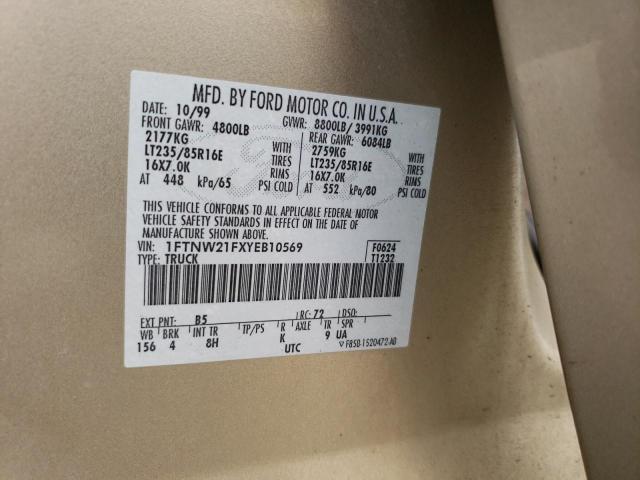 MFD. BY FORD MOTOR CO. IN U.S.A.
DATE: 10/99 GVWR: 8800LB/ 3991KG
FRONT GAWR: 4800LB REAR GAWR: 6084LB
2177KG WITH 2759KG WITH
LT235/85R16E TIRES LT235/85R16E TIRES
16X7.0K RIMS 16X7.0K RIMS
AT 448 kPa/65 PSI COLD AT 552 kPa/80 PSI COLD
THIS VEHICLE CONFORMS TO ALL APPLICABLE FEDERAL MOTOR
VEHICLE SAFETY STANDARDS IN EFFECT ON THE DATE OF
MANUFACTURE SHOWN ABOVE.
VIN: 1FTNW21FXYEB10569 F0624
TYPE: TRUCK T1232
EXT PNT: B5 RC: 72 DSO:
WB BRK INT TR TP/PS R AXLE TR SPR
156 4 8H K 9 UA
UTC F85B-1520472-AB